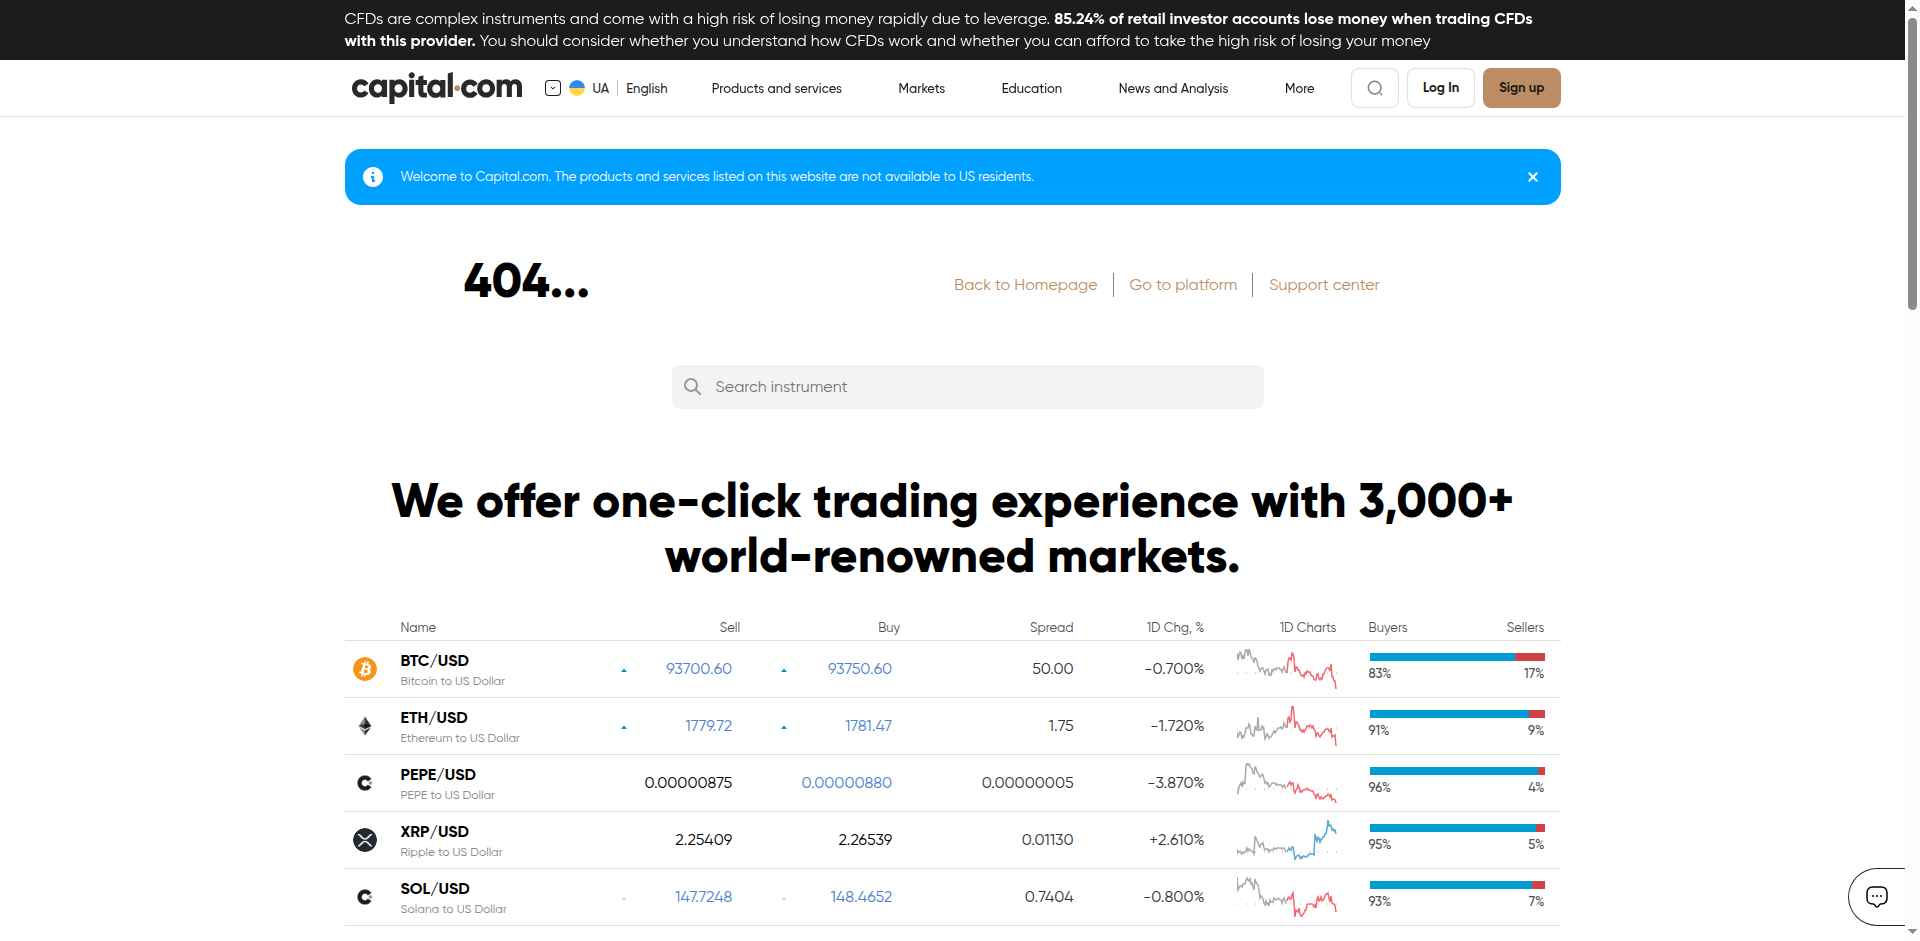 CFDs are complex instruments and come with a high risk of losing money rapidly due to leverage. 85.24% of retail investor accounts lose money when trading CFDs
with this provider. You should consider whether you understand how CFDs work and whether you can afford to take the high risk of losing your money
capital.com UA English Products and services Markets Education News and Analysis More Log In Sign up
Welcome to Capital.com. The products and services listed on this website are not available to US residents.
404... Back to Homepage Go to platform Support center
Search instrument
We offer one-click trading experience with 3,000+
world-renowned markets.
Name Sell Buy Spread 1D Chg, % 1D Charts Buyers Sellers
BTC/USD 93700.60 93750.60 50.00 -0.700%
Bitcoin to US Dollar 83% 17%
ETH/USD 1779.72 1781.47 1.75 -1.720%
Ethereum to US Dollar 91% 9%
PEPE/USD 0.00000875 0.00000880 0.00000005 -3.870%
PEPE to US Dollar 96% 4%
XRP/USD 2.25409 2.26539 0.01130 +2.610%
Ripple to US Dollar 95% 5%
SOL/USD 147.7248 148.4652 0.7404 -0.800%
Solana to US Dollar 93% 7%